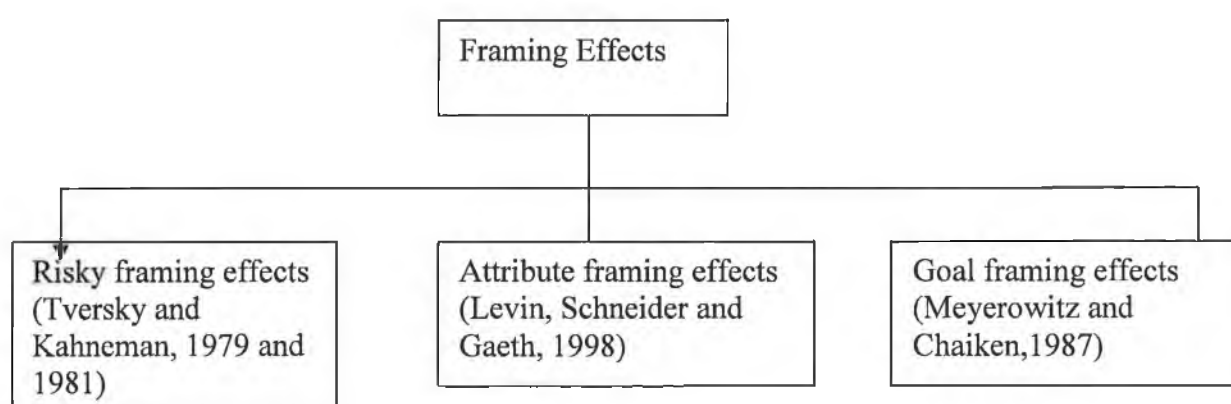 Framing Effects
Risky framing effects
(Tversky and
Kahneman, 1979 and
1981)
Attribute framing effects
(Levin, Schneider and
Gaeth, 1998)
Goal framing effects
(Meyerowitz and
Chaiken,1987)